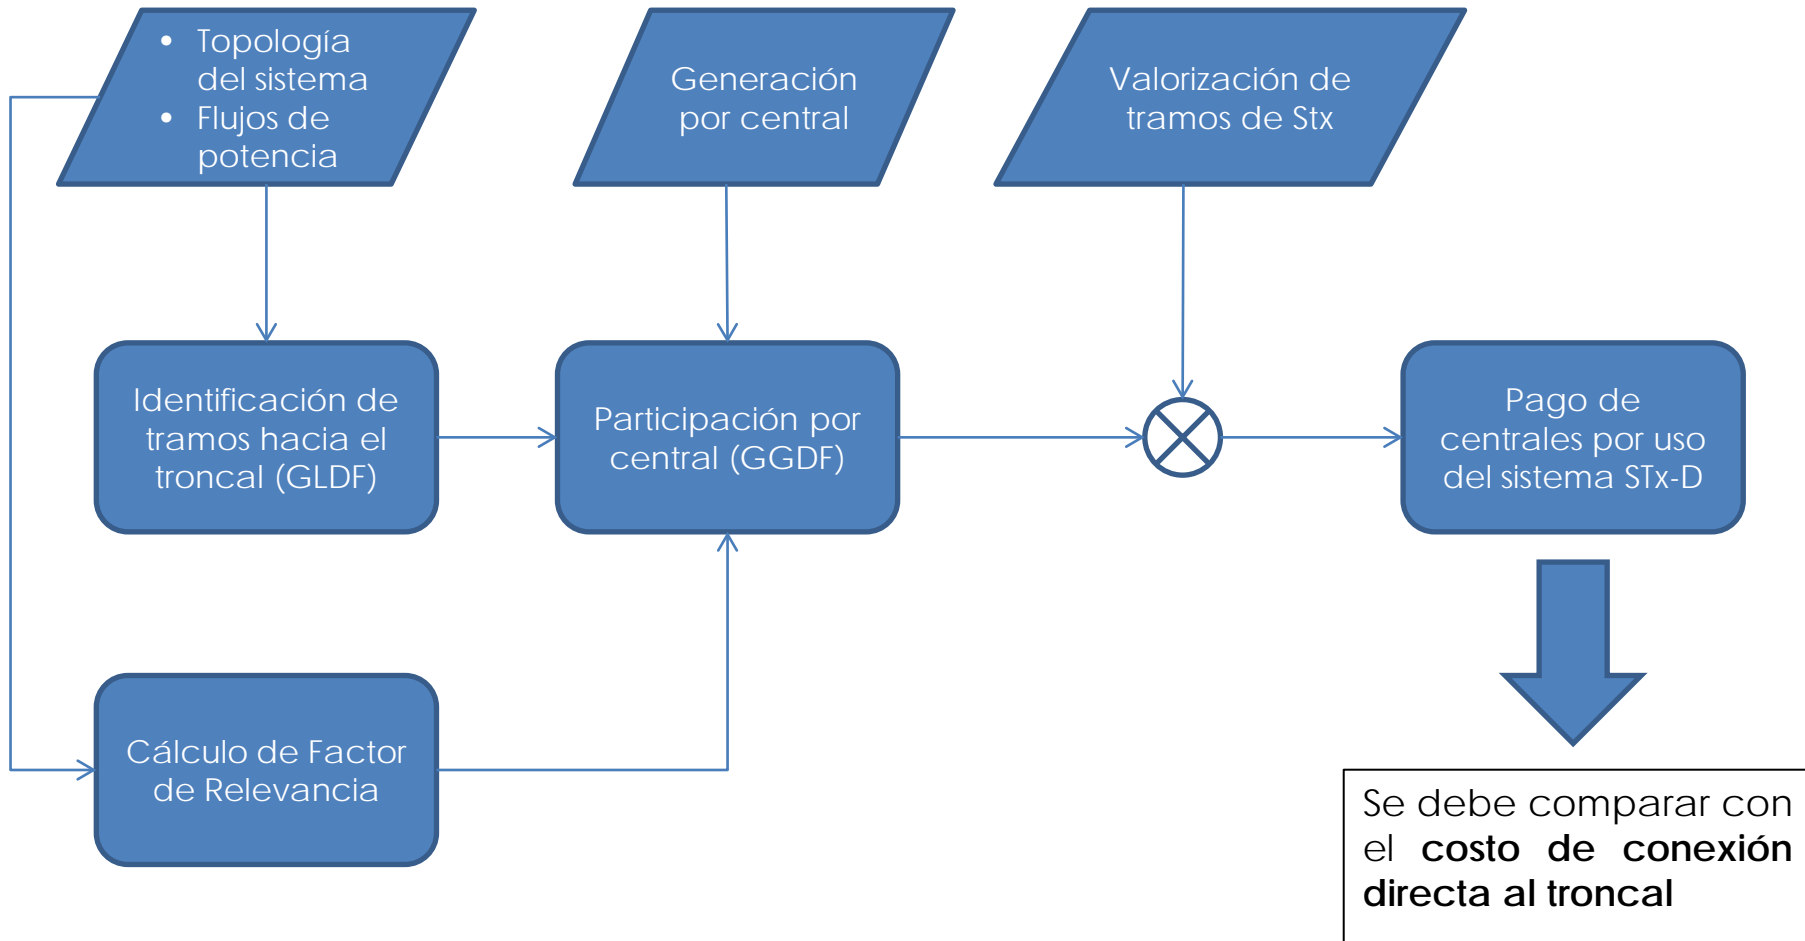 • Topología
del sistema
• Flujos de
potencia
Generación
por central
Valorización de
tramos de Stx
Identificación de
tramos hacia el
troncal (GLDF)
Participación por
central (GGDF)
Pago de
centrales por uso
del sistema STx-D
Cálculo de Factor
de Relevancia
Se debe comparar con
el costo de conexión
directa al troncal